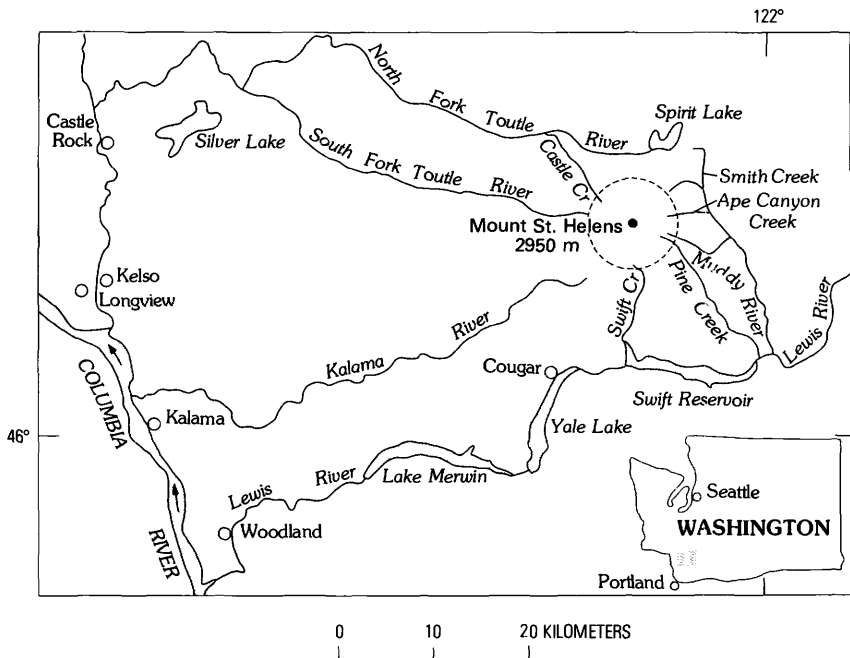 122°
North
Fork Toutle
River
Spirit Lake
Castle
Rock
Silver Lake
South Fork Toutle
River
Castle Cr
Smith Creek
Ape Canyon
Creek
Mount St. Helens
2950 m
Muddy River
Pine
Creek
Swift Cr
Lewis River
Kelso
Longview
Kalama
River
Cougar
Swift Reservoir
COLUMBIA
RIVER
Kalama
46°
Yale Lake
Lewis
River
Lake Merwin
Woodland
Seattle
WASHINGTON
Portland
0 10 20 KILOMETERS